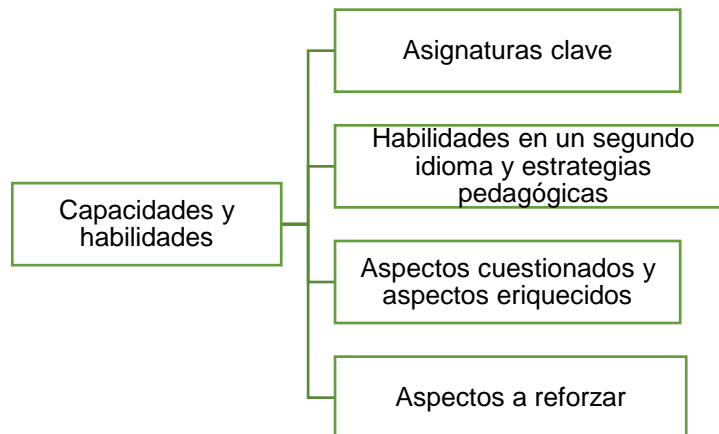 Asignaturas clave
Habilidades en un segundo
idioma y estrategias
pedagógicas
Capacidades y
habilidades
Aspectos cuestionados y
aspectos eriquecidos
Aspectos a reforzar